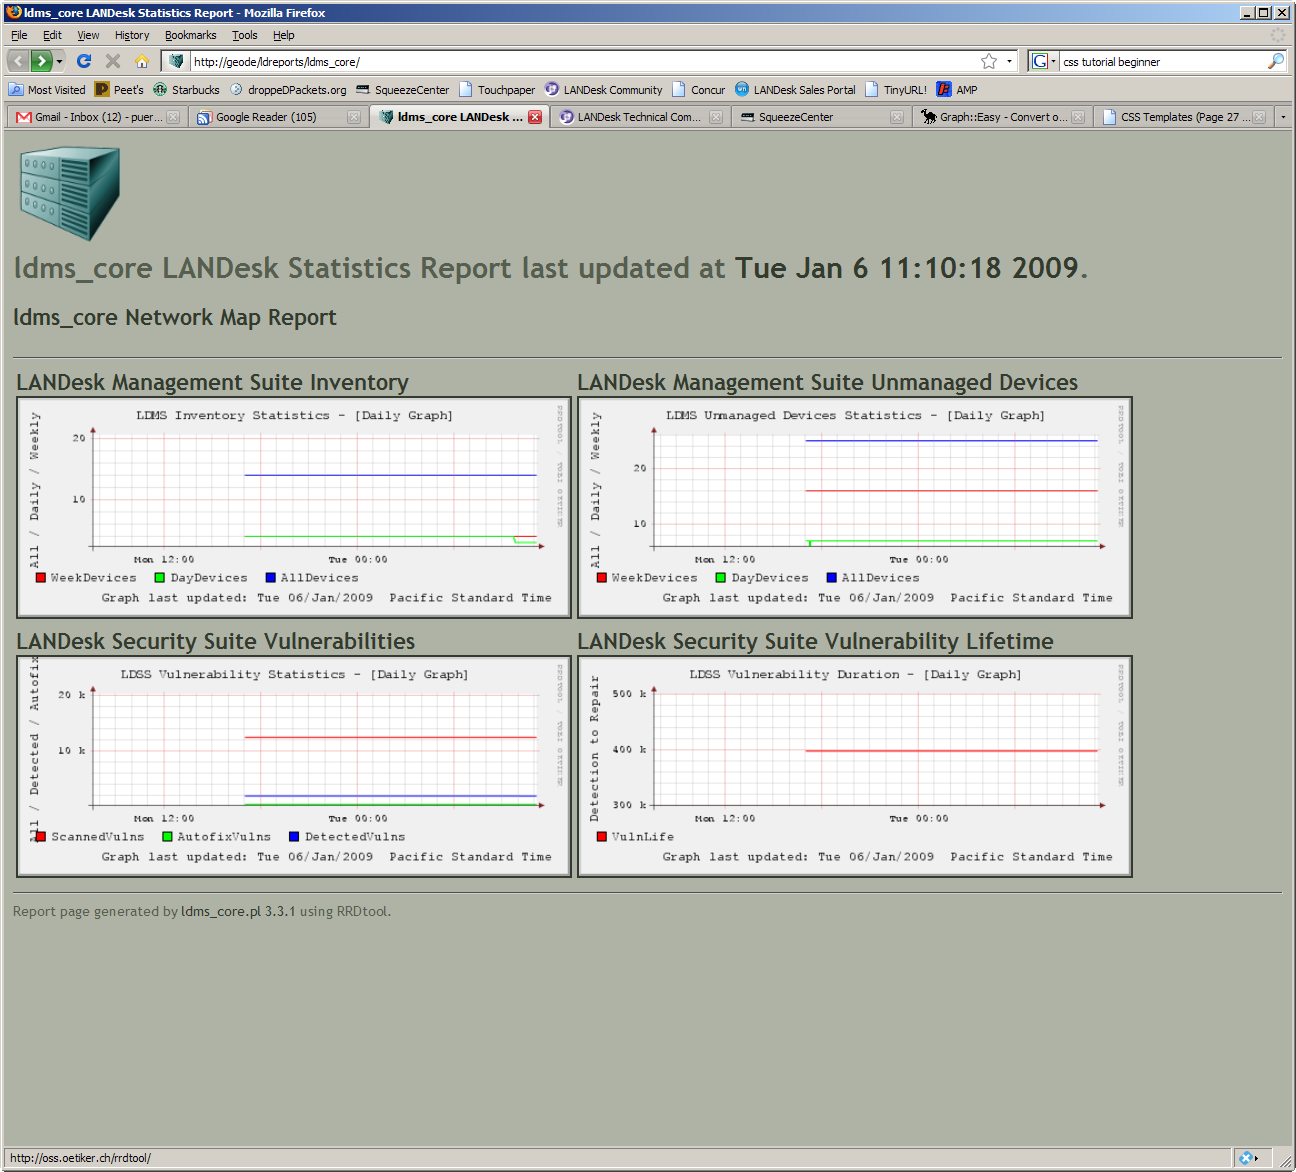 ldms_core LANDesk Statistics Report - Mozilla Firefox
File Edit View History Bookmarks Tools Help
http://geode/ldreports/ldms_core/
css tutorial beginner
Most Visited Peet's Starbucks droppeDPackets.org SqueezeCenter Touchpaper LANDesk Community Concur LANDesk Sales Portal TinyURL! AMP
Gmail - Inbox (12) - puer... Google Reader (105) ldms_core LANDesk ... LANDesk Technical Com... SqueezeCenter Graph::Easy - Convert o... CSS Templates (Page 27 ...
ldms_core LANDesk Statistics Report last updated at Tue Jan 6 11:10:18 2009.
ldms_core Network Map Report
LANDesk Management Suite Inventory
LDMS Inventory Statistics - [Daily Graph]
All / Daily / Weekly
RRDTOOL / TOBI OETIKER
20
10
Mon 12:00 Tue 00:00
WeekDevices DayDevices AllDevices
Graph last updated: Tue 06/Jan/2009 Pacific Standard Time
LANDesk Management Suite Unmanaged Devices
LDMS Unmanaged Devices Statistics - [Daily Graph]
All / Daily / Weekly
RRDTOOL / TOBI OETIKER
20
10
Mon 12:00 Tue 00:00
WeekDevices DayDevices AllDevices
Graph last updated: Tue 06/Jan/2009 Pacific Standard Time
LANDesk Security Suite Vulnerabilities
LDSS Vulnerability Statistics - [Daily Graph]
All / Detected / Autofix
RRDTOOL / TOBI OETIKER
20 k
10 k
Mon 12:00 Tue 00:00
ScannedVulns AutofixVulns DetectedVulns
Graph last updated: Tue 06/Jan/2009 Pacific Standard Time
LANDesk Security Suite Vulnerability Lifetime
LDSS Vulnerability Duration - [Daily Graph]
Detection to Repair
RRDTOOL / TOBI OETIKER
500 k
400 k
300 k
Mon 12:00 Tue 00:00
VulnLife
Graph last updated: Tue 06/Jan/2009 Pacific Standard Time
Report page generated by ldms_core.pl 3.3.1 using RRDtool.
http://oss.oetiker.ch/rrdtool/